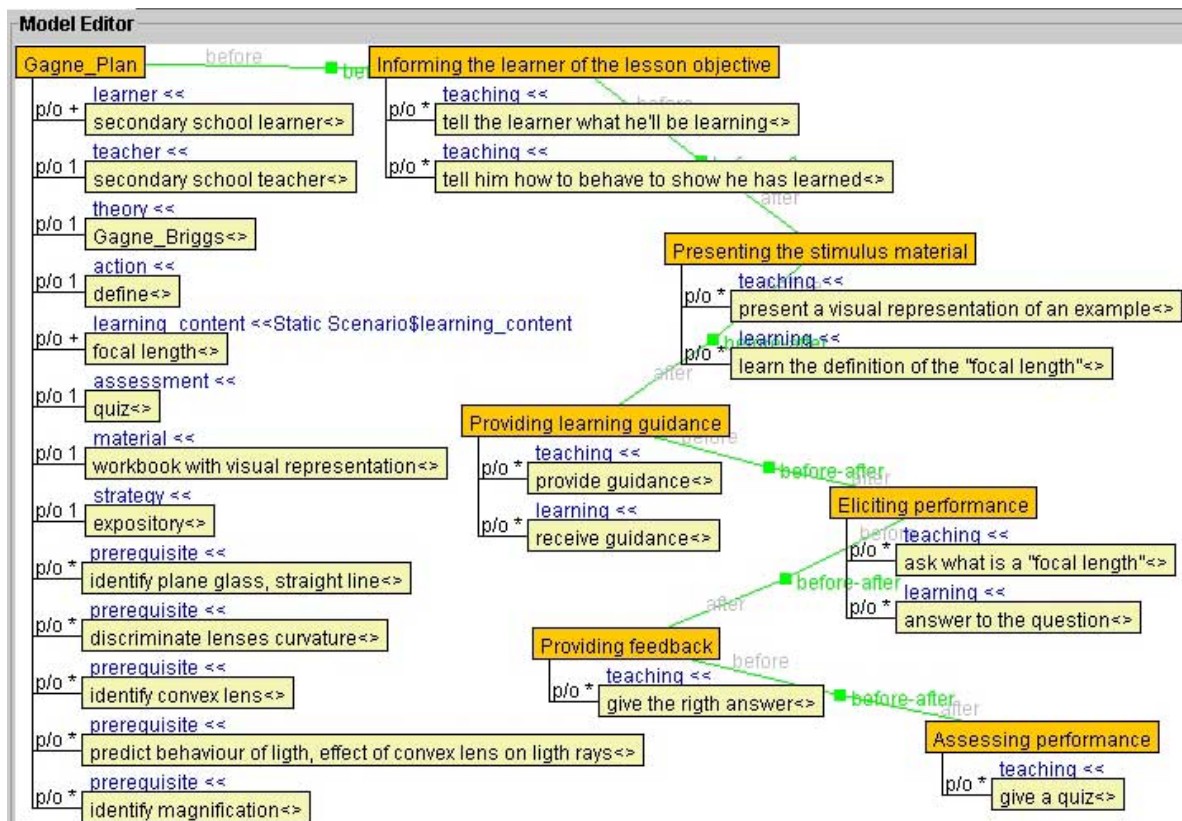 Model Editor
Gagne_Plan
before
Informing the learner of the lesson objective
p/o + learner <<
secondary school learner<>
p/o 1 teacher <<
secondary school teacher<>
p/o 1 theory <<
Gagne_Briggs<>
p/o 1 action <<
define<>
p/o + learning_content <<Static Scenario$learning_content
focal length<>
p/o 1 assessment <<
quiz<>
p/o 1 material <<
workbook with visual representation<>
p/o 1 strategy <<
expository<>
p/o * prerequisite <<
identify plane glass, straight line<>
p/o * prerequisite <<
discriminate lenses curvature<>
p/o * prerequisite <<
identify convex lens<>
p/o * prerequisite <<
predict behaviour of ligth, effect of convex lens on ligth rays<>
p/o * prerequisite <<
identify magnification<>
p/o * teaching <<
tell the learner what he'll be learning<>
p/o * teaching <<
tell him how to behave to show he has learned<>
before
after
Presenting the stimulus material
p/o * teaching <<
present a visual representation of an example<>
p/o * learning <<
learn the definition of the "focal length"<>
before-after
after
Providing learning guidance
p/o * teaching <<
provide guidance<>
p/o * learning <<
receive guidance<>
before
before-after
after
Eliciting performance
p/o * teaching <<
ask what is a "focal length"<>
p/o * learning <<
answer to the question<>
before
before-after
after
Providing feedback
p/o * teaching <<
give the rigth answer<>
before
before-after
after
Assessing performance
p/o * teaching <<
give a quiz<>